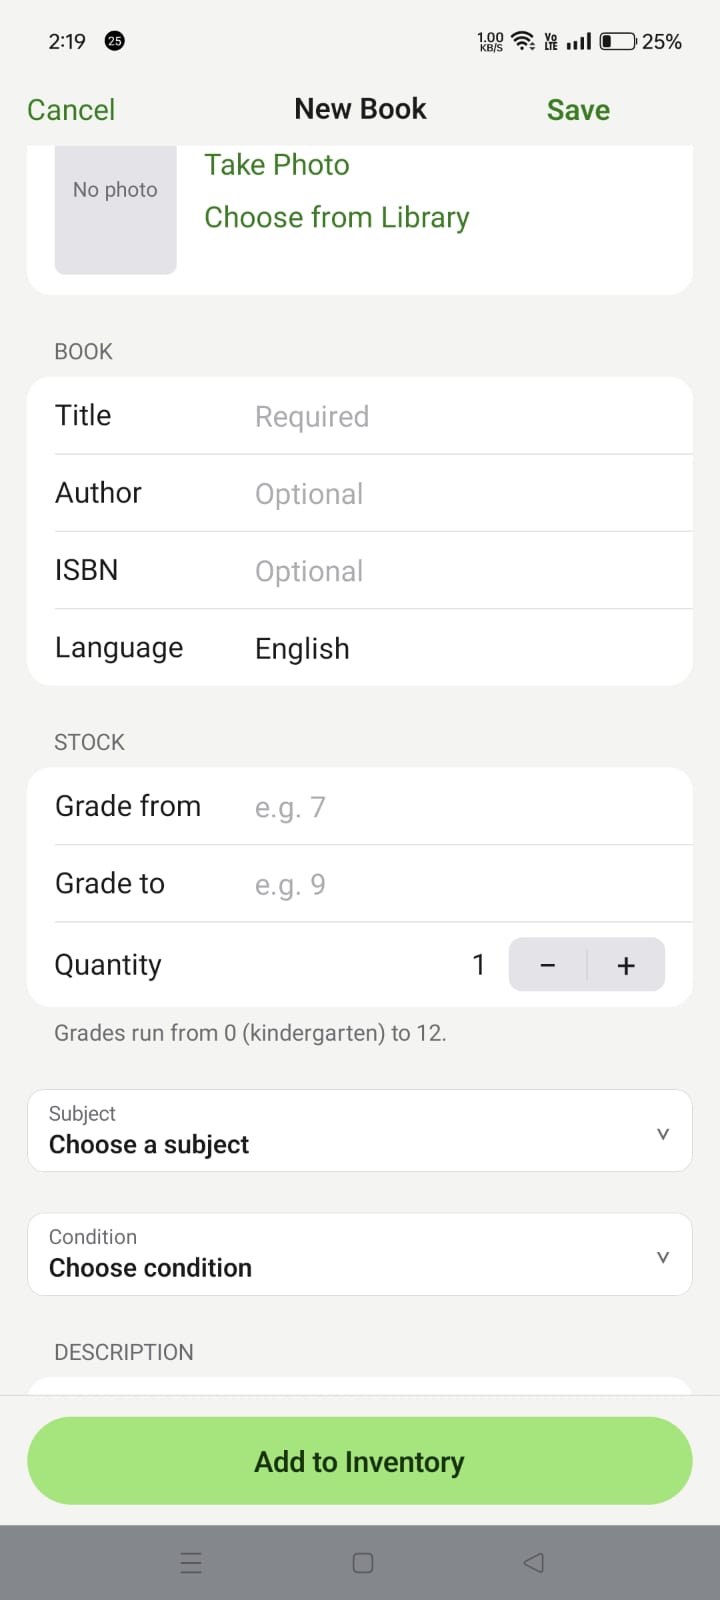 2:19 25 1.00 KB/S Vo LTE 25%
Cancel New Book Save
No photo
Take Photo
Choose from Library
BOOK
Title Required
Author Optional
ISBN Optional
Language English
STOCK
Grade from e.g. 7
Grade to e.g. 9
Quantity 1 − +
Grades run from 0 (kindergarten) to 12.
Subject
Choose a subject
Condition
Choose condition
DESCRIPTION
Add to Inventory